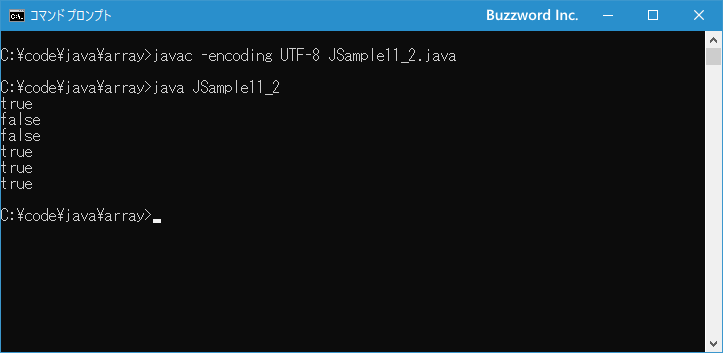 コマンドプロンプト Buzzword Inc.
C:¥code¥java¥array>javac -encoding UTF-8 JSample11_2.java
C:¥code¥java¥array>java JSample11_2
true
false
false
true
true
true
C:¥code¥java¥array>